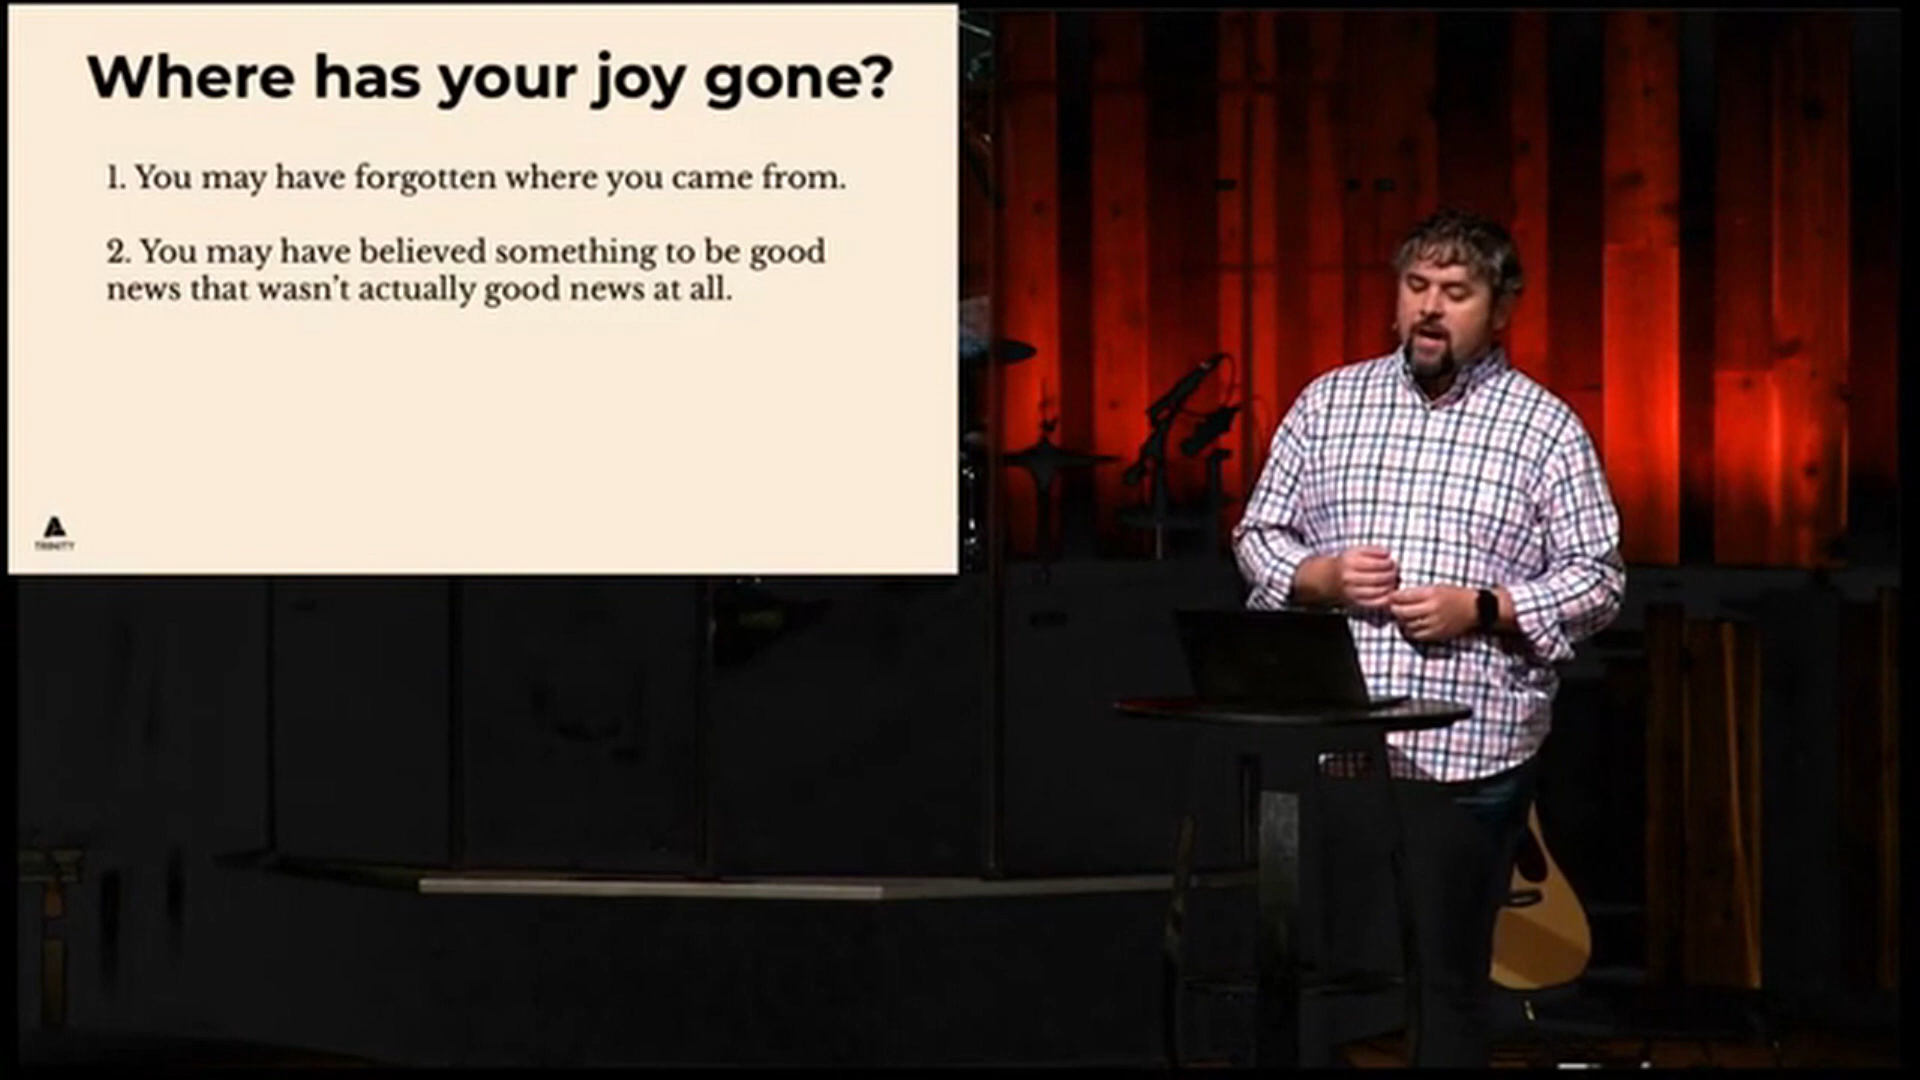 Where has your joy gone?
1. You may have forgotten where you came from.
2. You may have believed something to be good
news that wasn't actually good news at all.
TRINITY